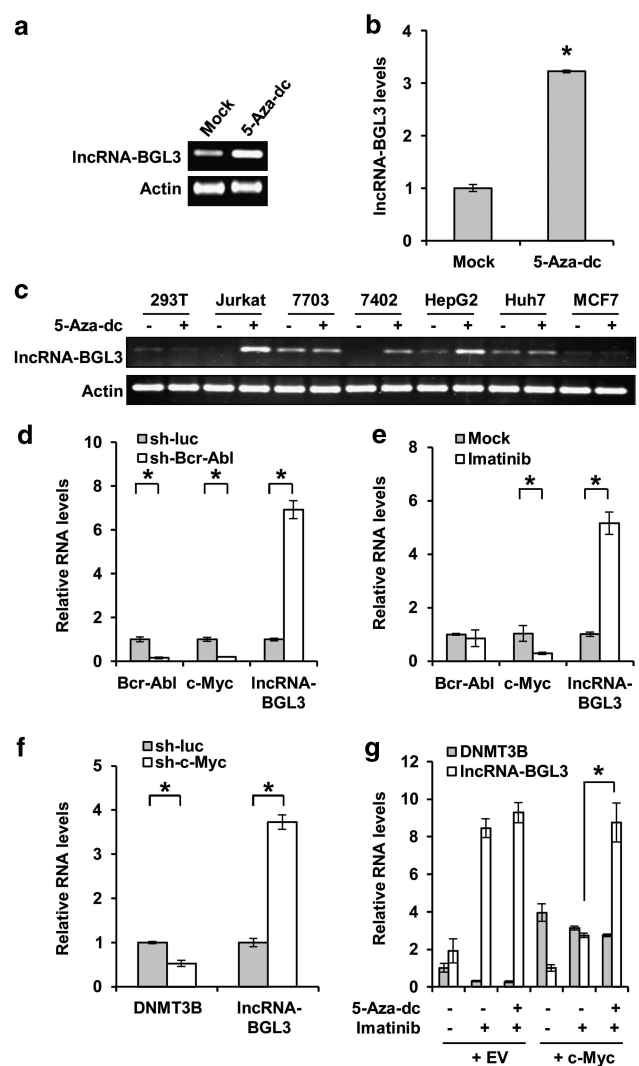 a
Mock 5-Aza-dc
lncRNA-BGL3
Actin
b
lncRNA-BGL3 levels
4
3
2
1
0
*
Mock 5-Aza-dc
c
293T Jurkat 7703 7402 HepG2 Huh7 MCF7
5-Aza-dc - + - + - + - + - + - + - +
lncRNA-BGL3
Actin
d
sh-luc
sh-Bcr-Abl
Relative RNA levels
10
8
6
4
2
0
* * *
Bcr-Abl c-Myc lncRNA-
BGL3
e
Mock
Imatinib
Relative RNA levels
8
6
4
2
0
* *
Bcr-Abl c-Myc lncRNA-
BGL3
f
sh-luc
sh-c-Myc
Relative RNA levels
5
4
3
2
1
0
* *
DNMT3B lncRNA-
BGL3
g
DNMT3B
lncRNA-BGL3
Relative RNA levels
12
10
8
6
4
2
0
*
5-Aza-dc - - + - - +
Imatinib - + + - + +
+ EV + c-Myc